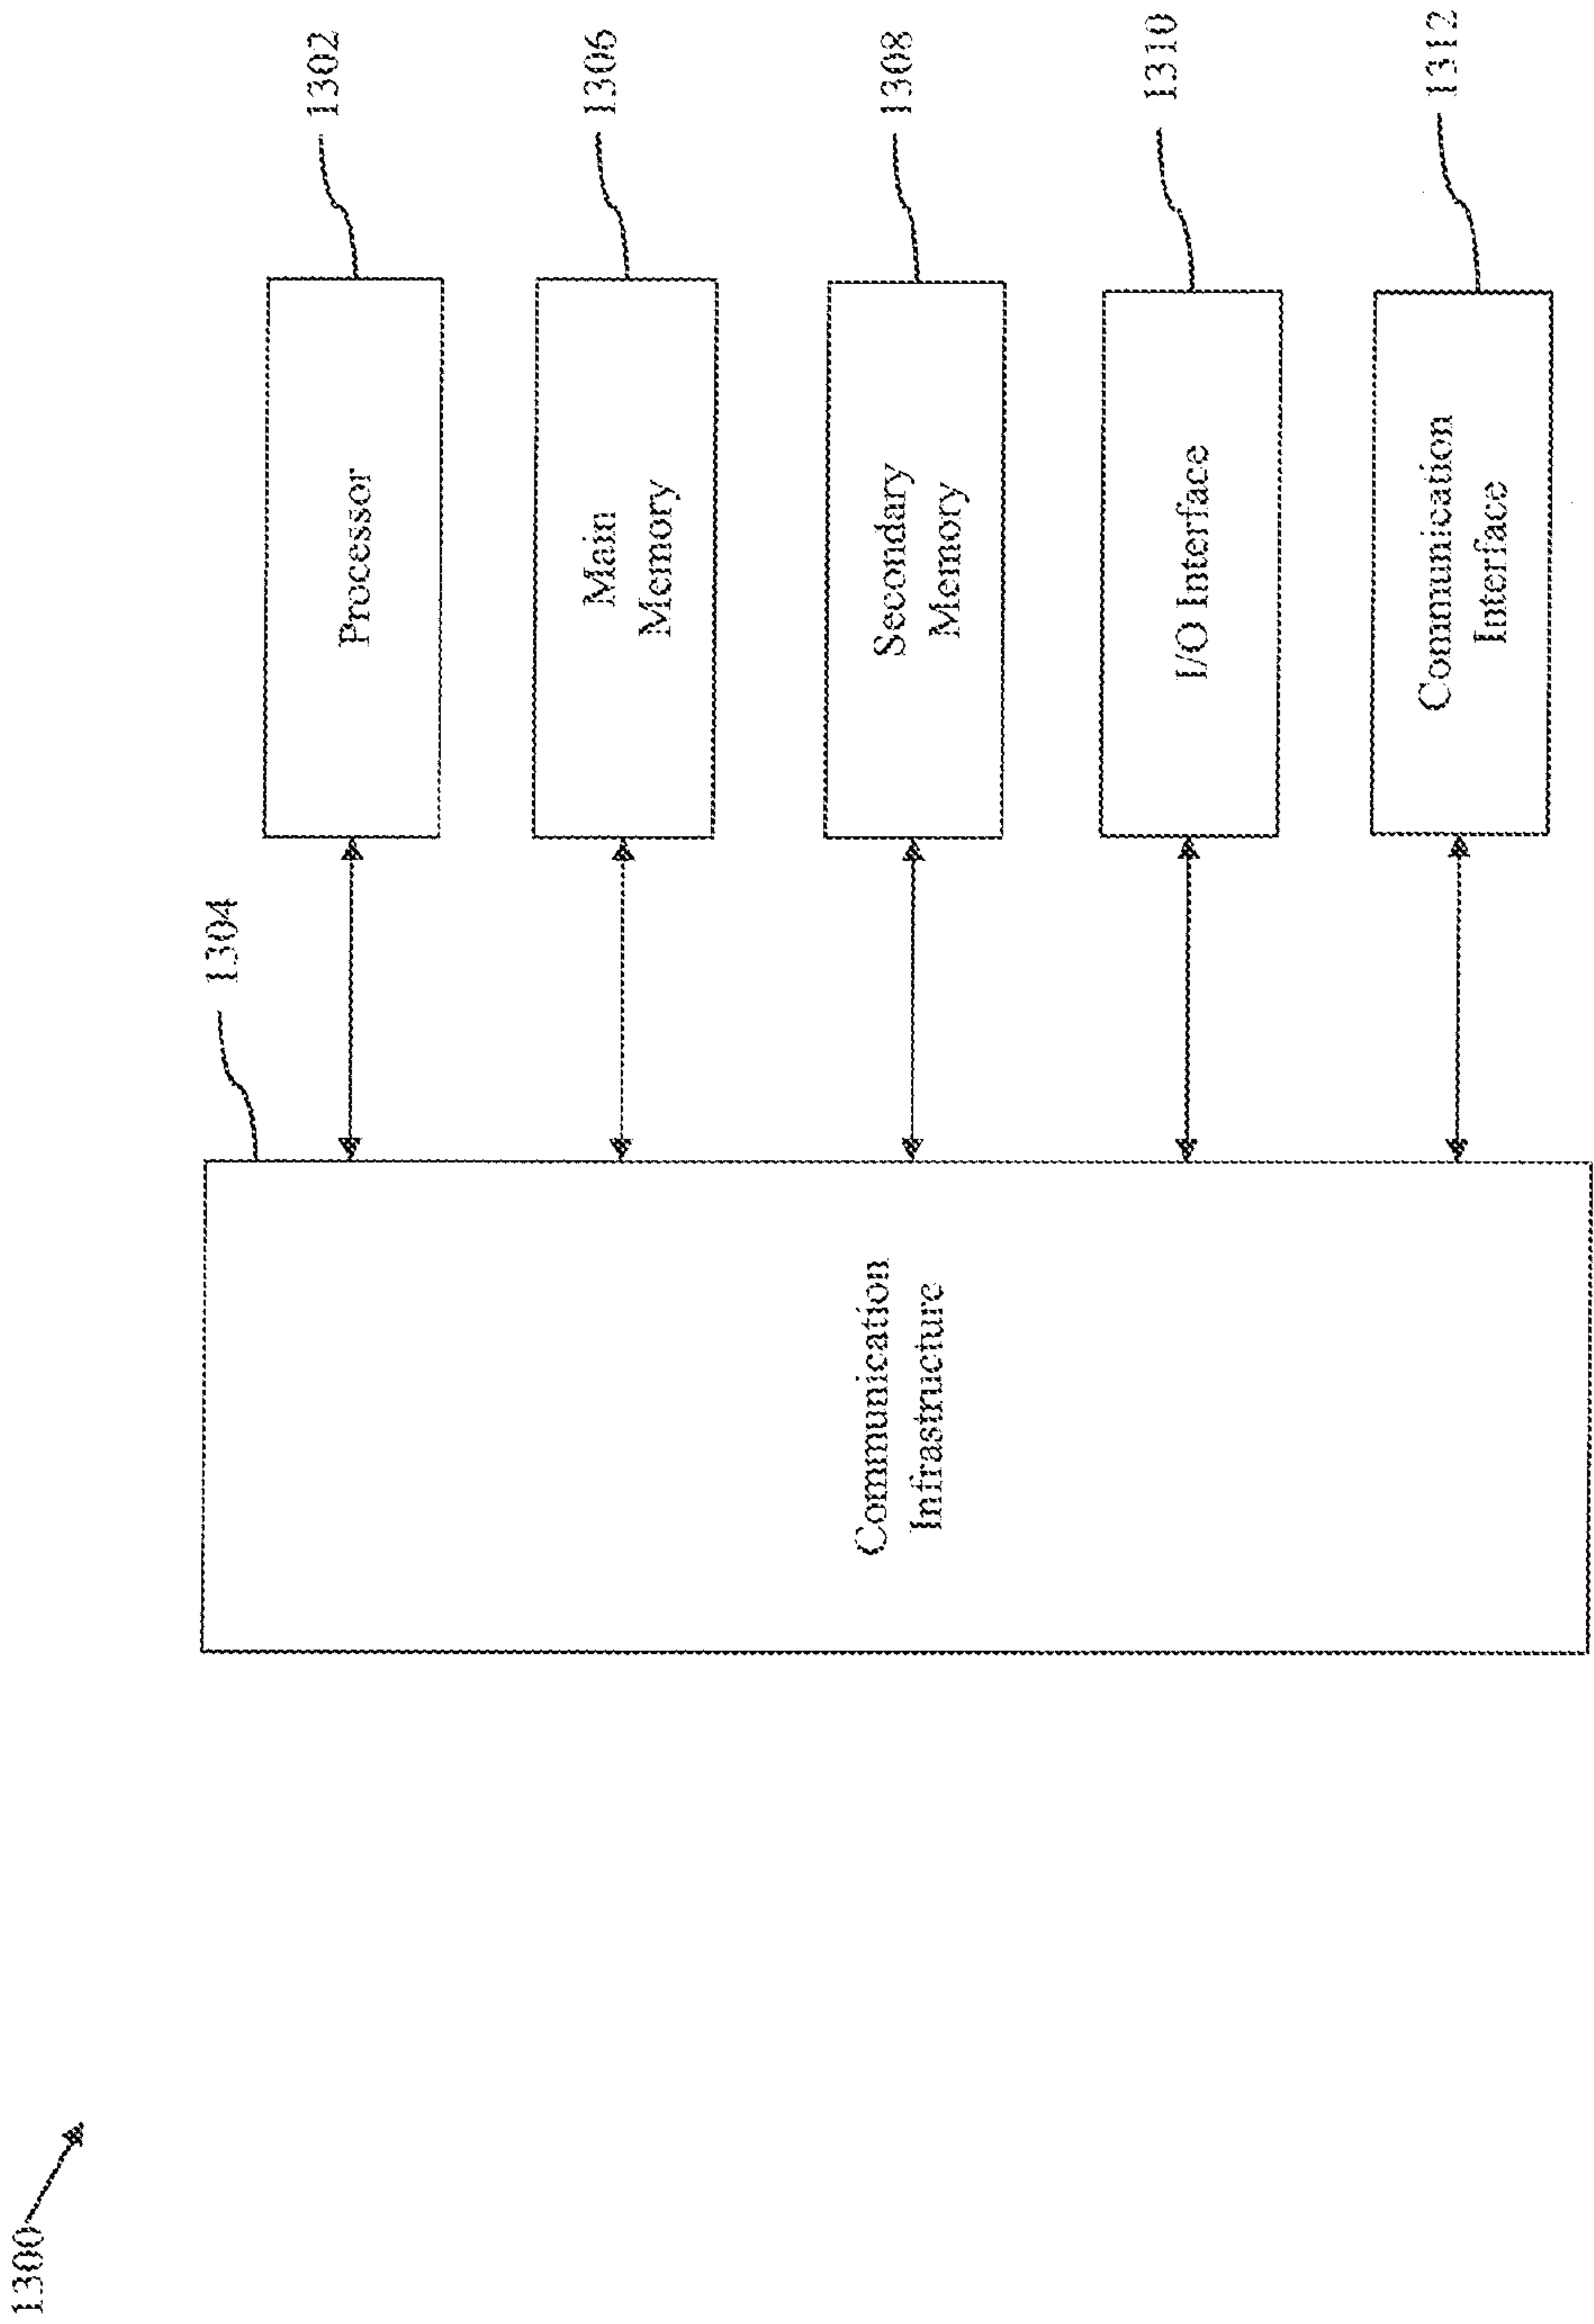 1300
1304
Communication
Infrastructure
Processor
1302
Main
Memory
1306
Secondary
Memory
1308
I/O Interface
1310
Communication
Interface
1312